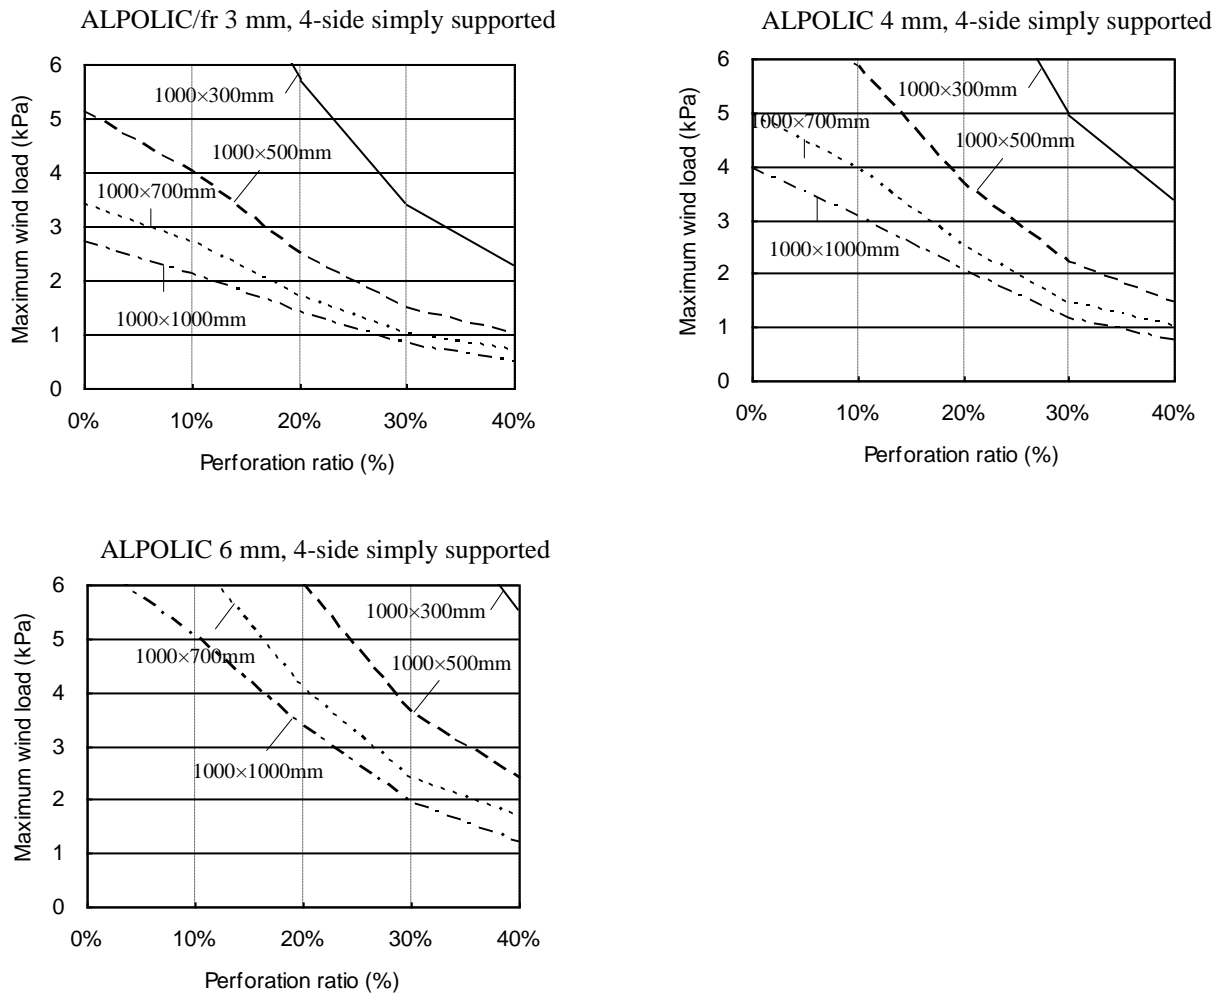 ALPOLIC/fr 3 mm, 4-side simply supported
Maximum wind load (kPa)
6
5
4
3
2
1
0
1000×300mm
1000×500mm
1000×700mm
1000×1000mm
0% 10% 20% 30% 40%
Perforation ratio (%)
ALPOLIC 4 mm, 4-side simply supported
Maximum wind load (kPa)
6
5
4
3
2
1
0
1000×300mm
1000×700mm
1000×500mm
1000×1000mm
0% 10% 20% 30% 40%
Perforation ratio (%)
ALPOLIC 6 mm, 4-side simply supported
Maximum wind load (kPa)
6
5
4
3
2
1
0
1000×300mm
1000×700mm
1000×500mm
1000×1000mm
0% 10% 20% 30% 40%
Perforation ratio (%)